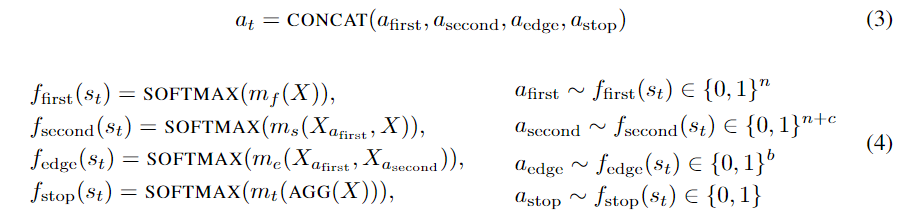 a_t = CONCAT(a_first, a_second, a_edge, a_stop) (3)
f_first(s_t) = SOFTMAX(m_f(X)), a_first ∼ f_first(s_t) ∈ {0, 1}^n
f_second(s_t) = SOFTMAX(m_s(X_{a_first}, X)), a_second ∼ f_second(s_t) ∈ {0, 1}^{n+c}
f_edge(s_t) = SOFTMAX(m_e(X_{a_first}, X_{a_second})), a_edge ∼ f_edge(s_t) ∈ {0, 1}^b (4)
f_stop(s_t) = SOFTMAX(m_t(AGG(X))), a_stop ∼ f_stop(s_t) ∈ {0, 1}